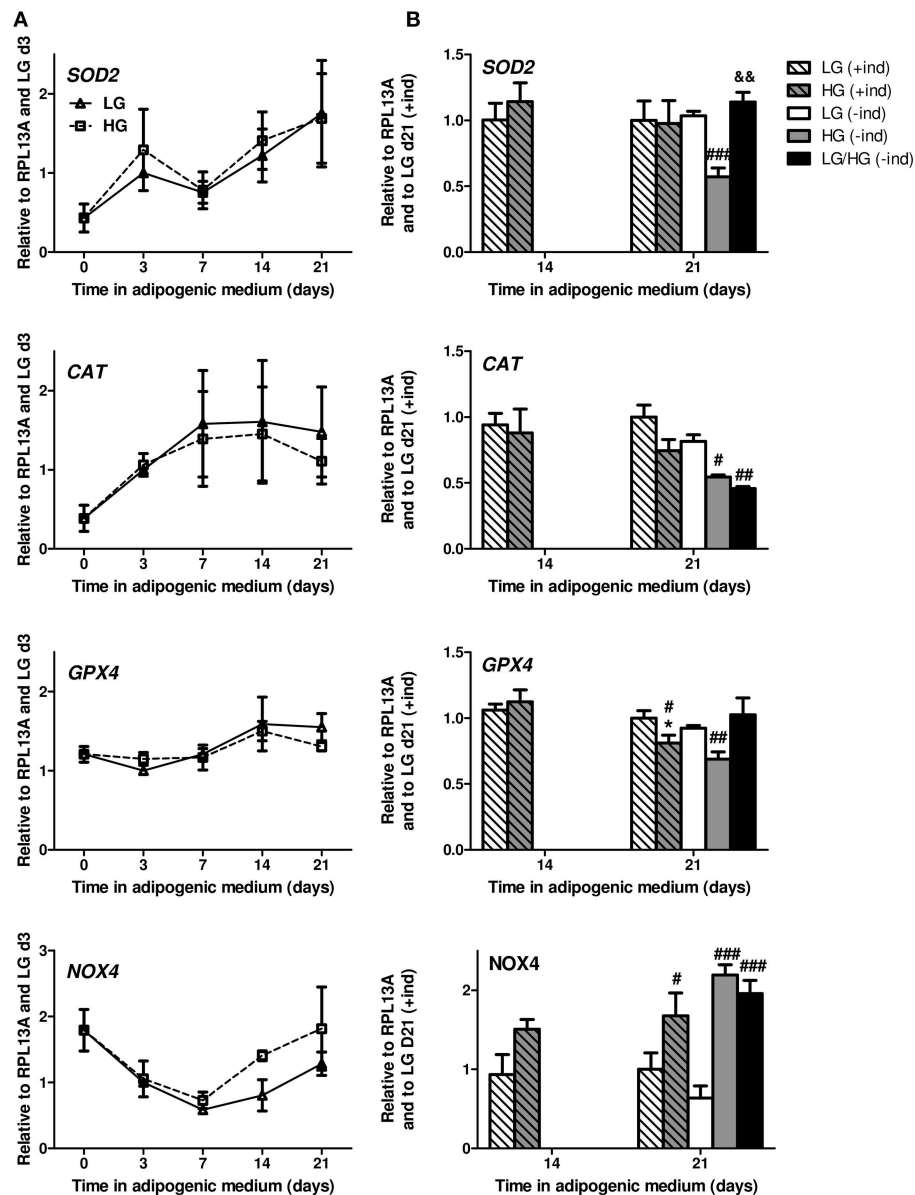 A
Relative to RPL13A and LG d3
SOD2
LG
HG
2
1
0
0 3 7 14 21
Time in adipogenic medium (days)
B
Relative to RPL13A
and to LG d21 (+ind)
SOD2
1.5
1.0
0.5
0.0
###
&&
14 21
Time in adipogenic medium (days)
LG (+ind)
HG (+ind)
LG (-ind)
HG (-ind)
LG/HG (-ind)
Relative to RPL13A and LG d3
CAT
2
1
0
0 3 7 14 21
Time in adipogenic medium (days)
Relative to RPL13A
and to LG d21 (+ind)
CAT
1.5
1.0
0.5
0.0
#
##
14 21
Time in adipogenic medium (days)
Relative to RPL13A and LG d3
GPX4
2
1
0
0 3 7 14 21
Time in adipogenic medium (days)
Relative to RPL13A
and to LG d21 (+ind)
GPX4
1.5
1.0
0.5
0.0
#
*
##
14 21
Time in adipogenic medium (days)
Relative to RPL13A and LG d3
NOX4
3
2
1
0
0 3 7 14 21
Time in adipogenic medium (days)
Relative to RPL13A
and to LG D21 (+ind)
NOX4
2
1
0
#
###
###
14 21
Time in adipogenic medium (days)